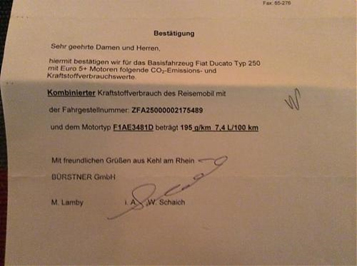 Fax: 85-278
Bestätigung
Sehr geehrte Damen und Herren,
hiermit bestätigen wir für das Basisfahrzeug Fiat Ducato Typ 250
mit Euro 5+ Motoren folgende CO₂-Emissions- und
Kraftstoffverbrauchswerte.
Kombinierter Kraftstoffverbrauch des Reisemobil mit
der Fahrgestellnummer: ZFA25000002175489
und dem Motortyp F1AE3481D beträgt 195 g/km 7,4 L/100 km
Mit freundlichen Grüßen aus Kehl am Rhein
BÜRSTNER GmbH
M. Lamby i. A. W. Schaich